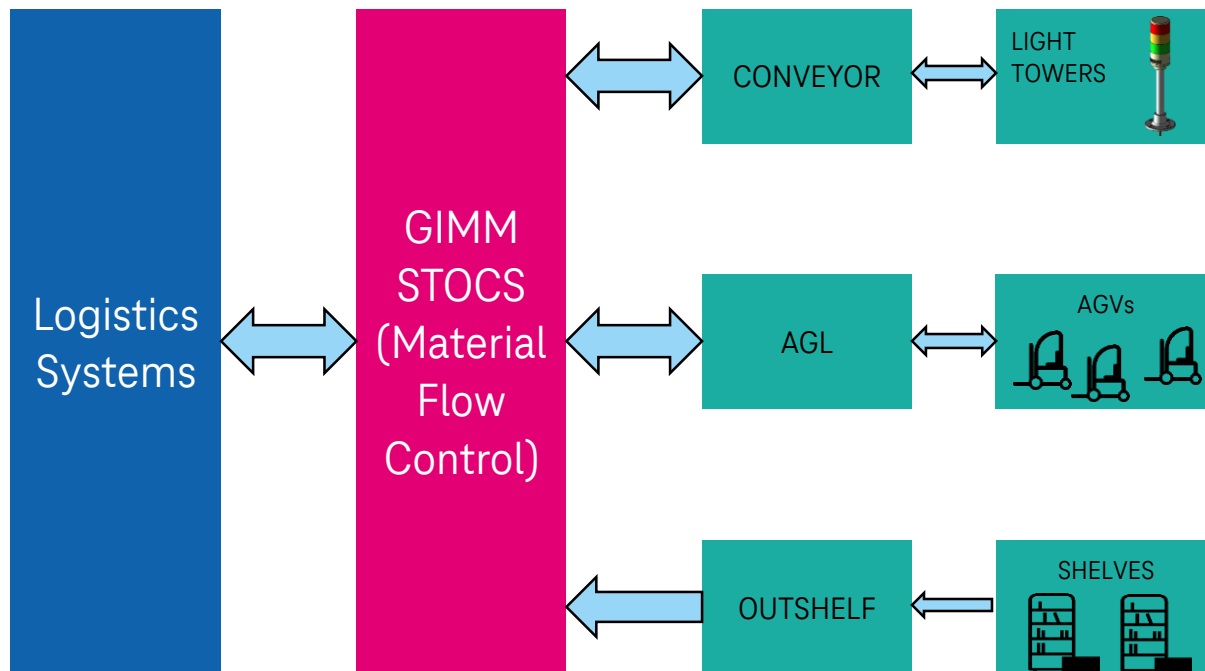 Logistics
Systems
GIMM
STOCS
(Material
Flow
Control)
CONVEYOR
LIGHT
TOWERS
AGL
AGVs
OUTSHELF
SHELVES